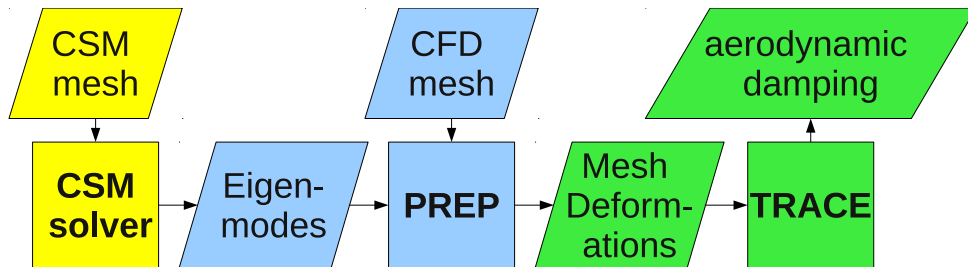 CSM
mesh
CFD
mesh
aerodynamic
damping
CSM
solver
Eigen-
modes
PREP
Mesh
Deform-
ations
TRACE